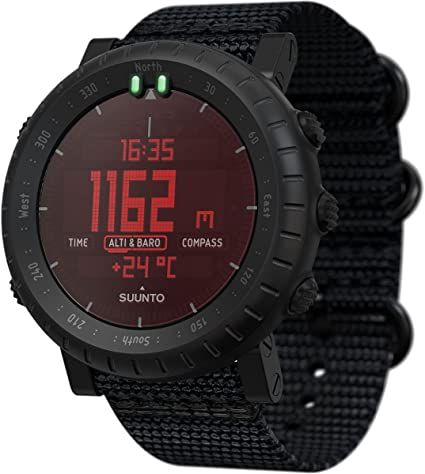 North
30
60
East
120
150
South
210
240
West
300
330
16:35
1162 M
TIME ALTI & BARO COMPASS
+24 °C
SUUNTO